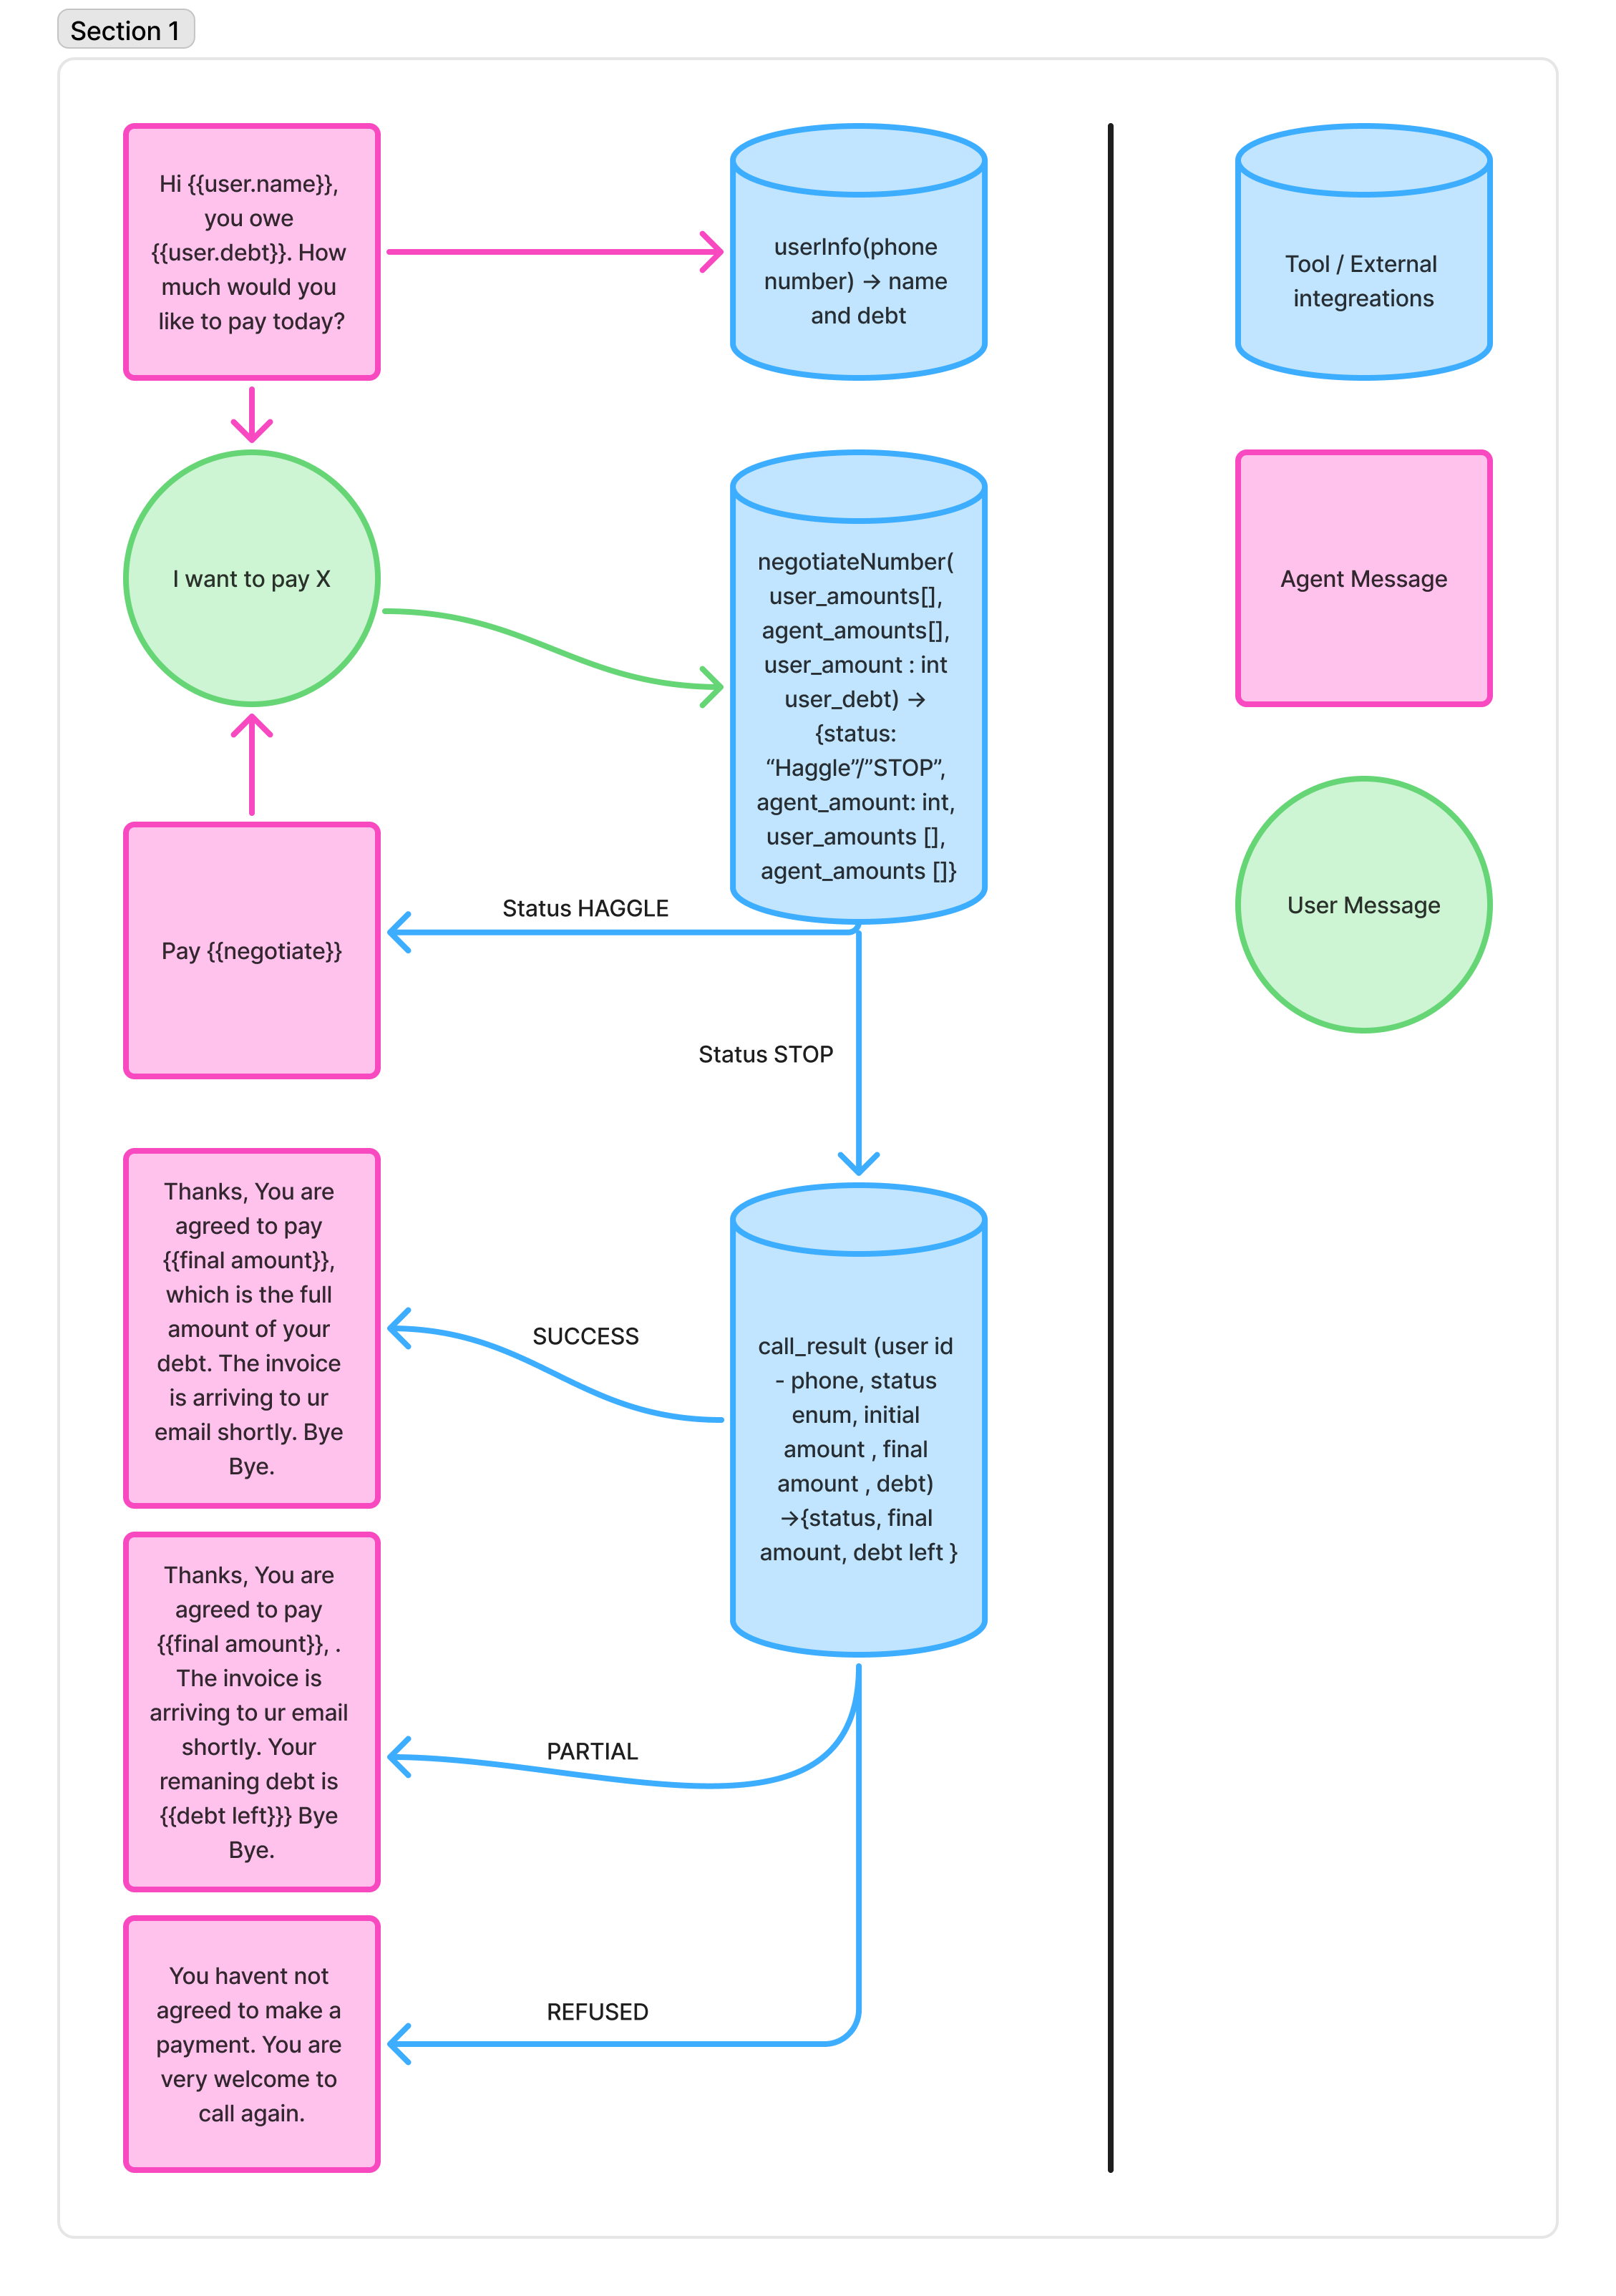 Section 1
Hi {{user.name}},
you owe
{{user.debt}}. How
much would you
like to pay today?
userInfo(phone
number) → name
and debt
Tool / External
integreations
I want to pay X
negotiateNumber(
user_amounts[],
agent_amounts[],
user_amount : int
user_debt) →
{status:
“Haggle”/”STOP”,
agent_amount: int,
user_amounts [],
agent_amounts []}
Agent Message
User Message
Status HAGGLE
Pay {{negotiate}}
Status STOP
Thanks, You are
agreed to pay
{{final amount}},
which is the full
amount of your
debt. The invoice
is arriving to ur
email shortly. Bye
Bye.
SUCCESS
call_result (user id
- phone, status
enum, initial
amount , final
amount , debt)
→{status, final
amount, debt left }
Thanks, You are
agreed to pay
{{final amount}}, .
The invoice is
arriving to ur email
shortly. Your
remaning debt is
{{debt left}}} Bye
Bye.
PARTIAL
You havent not
agreed to make a
payment. You are
very welcome to
call again.
REFUSED